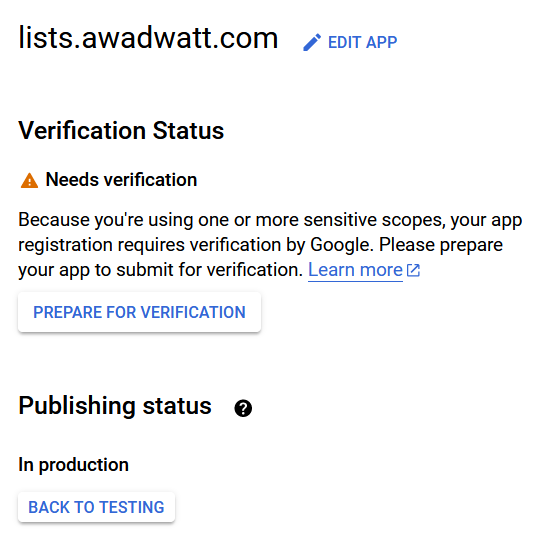 lists.awadwatt.com EDIT APP
Verification Status
Needs verification
Because you're using one or more sensitive scopes, your app
registration requires verification by Google. Please prepare
your app to submit for verification. Learn more
PREPARE FOR VERIFICATION
Publishing status
In production
BACK TO TESTING